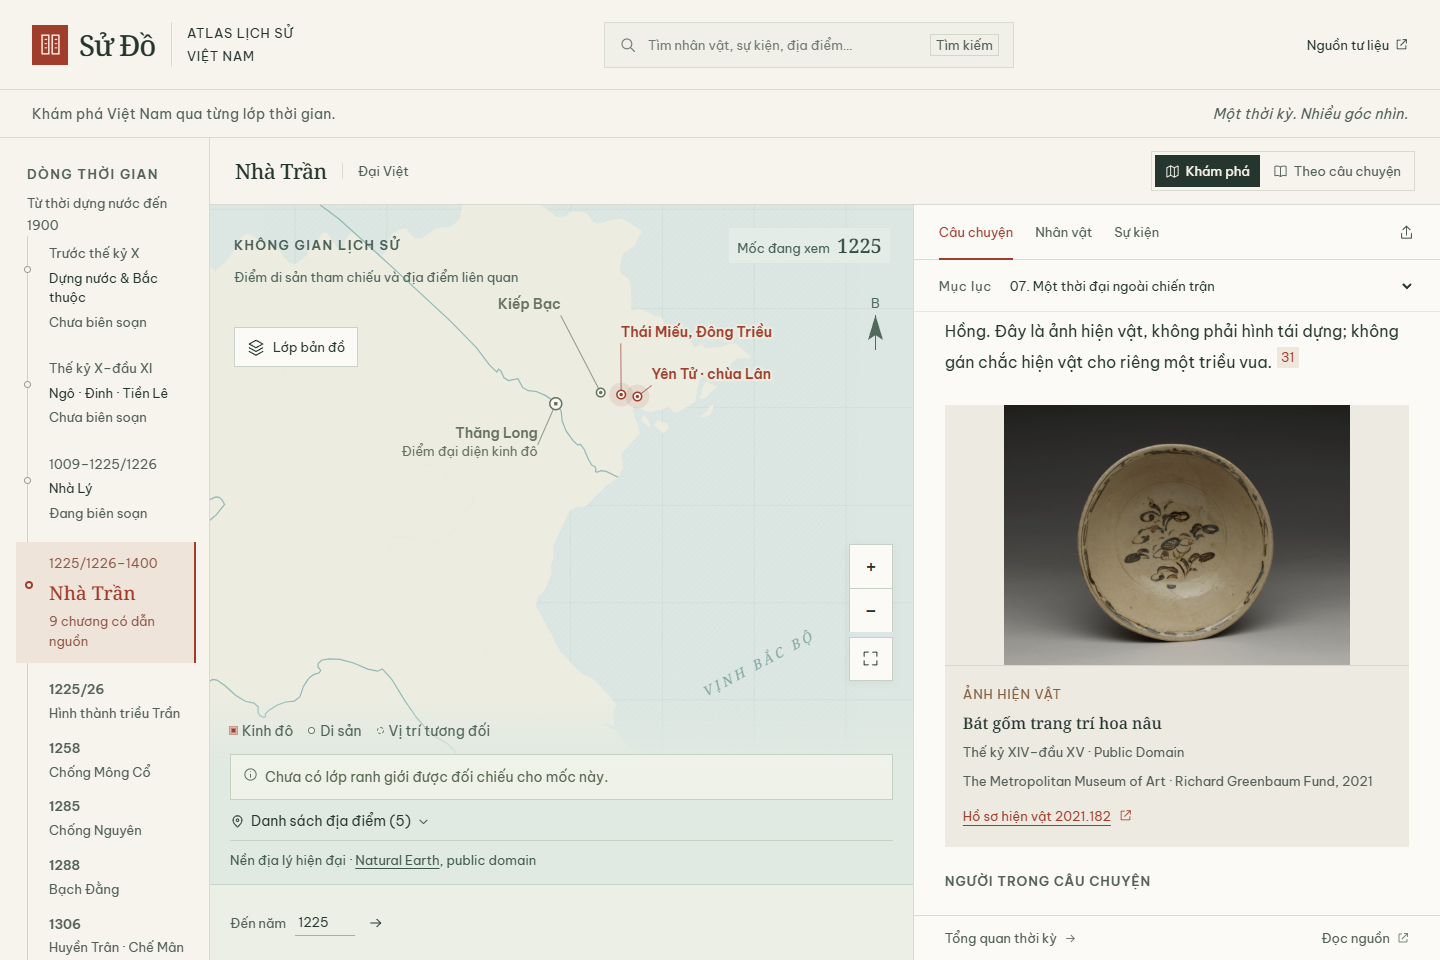 Sử Đồ
ATLAS LỊCH SỬ
VIỆT NAM
Tìm nhân vật, sự kiện, địa điểm...
Tìm kiếm
Nguồn tư liệu
Khám phá Việt Nam qua từng lớp thời gian.
Một thời kỳ. Nhiều góc nhìn.
DÒNG THỜI GIAN
Từ thời dựng nước đến
1900
Trước thế kỷ X
Dựng nước & Bắc
thuộc
Chưa biên soạn
Thế kỷ X–đầu XI
Ngô · Đinh · Tiền Lê
Chưa biên soạn
1009–1225/1226
Nhà Lý
Đang biên soạn
1225/1226–1400
Nhà Trần
9 chương có dẫn
nguồn
1225/26
Hình thành triều Trần
1258
Chống Mông Cổ
1285
Chống Nguyên
1288
Bạch Đằng
1306
Huyền Trân · Chế Mân
Nhà Trần
Đại Việt
Khám phá
Theo câu chuyện
KHÔNG GIAN LỊCH SỬ
Điểm di sản tham chiếu và địa điểm liên quan
Mốc đang xem 1225
Lớp bản đồ
B
Kiếp Bạc
Thái Miếu, Đông Triều
Yên Tử · chùa Lân
Thăng Long
Điểm đại diện kinh đô
VỊNH BẮC BỘ
+
−
Kinh đô
Di sản
Vị trí tương đối
Chưa có lớp ranh giới được đối chiếu cho mốc này.
Danh sách địa điểm (5)
Nền địa lý hiện đại · Natural Earth, public domain
Đến năm 1225
Câu chuyện
Nhân vật
Sự kiện
Mục lục
07. Một thời đại ngoài chiến trận
Hồng. Đây là ảnh hiện vật, không phải hình tái dựng; không
gán chắc hiện vật cho riêng một triều vua. 31
ẢNH HIỆN VẬT
Bát gốm trang trí hoa nâu
Thế kỷ XIV–đầu XV · Public Domain
The Metropolitan Museum of Art · Richard Greenbaum Fund, 2021
Hồ sơ hiện vật 2021.182
NGƯỜI TRONG CÂU CHUYỆN
Tổng quan thời kỳ
Đọc nguồn